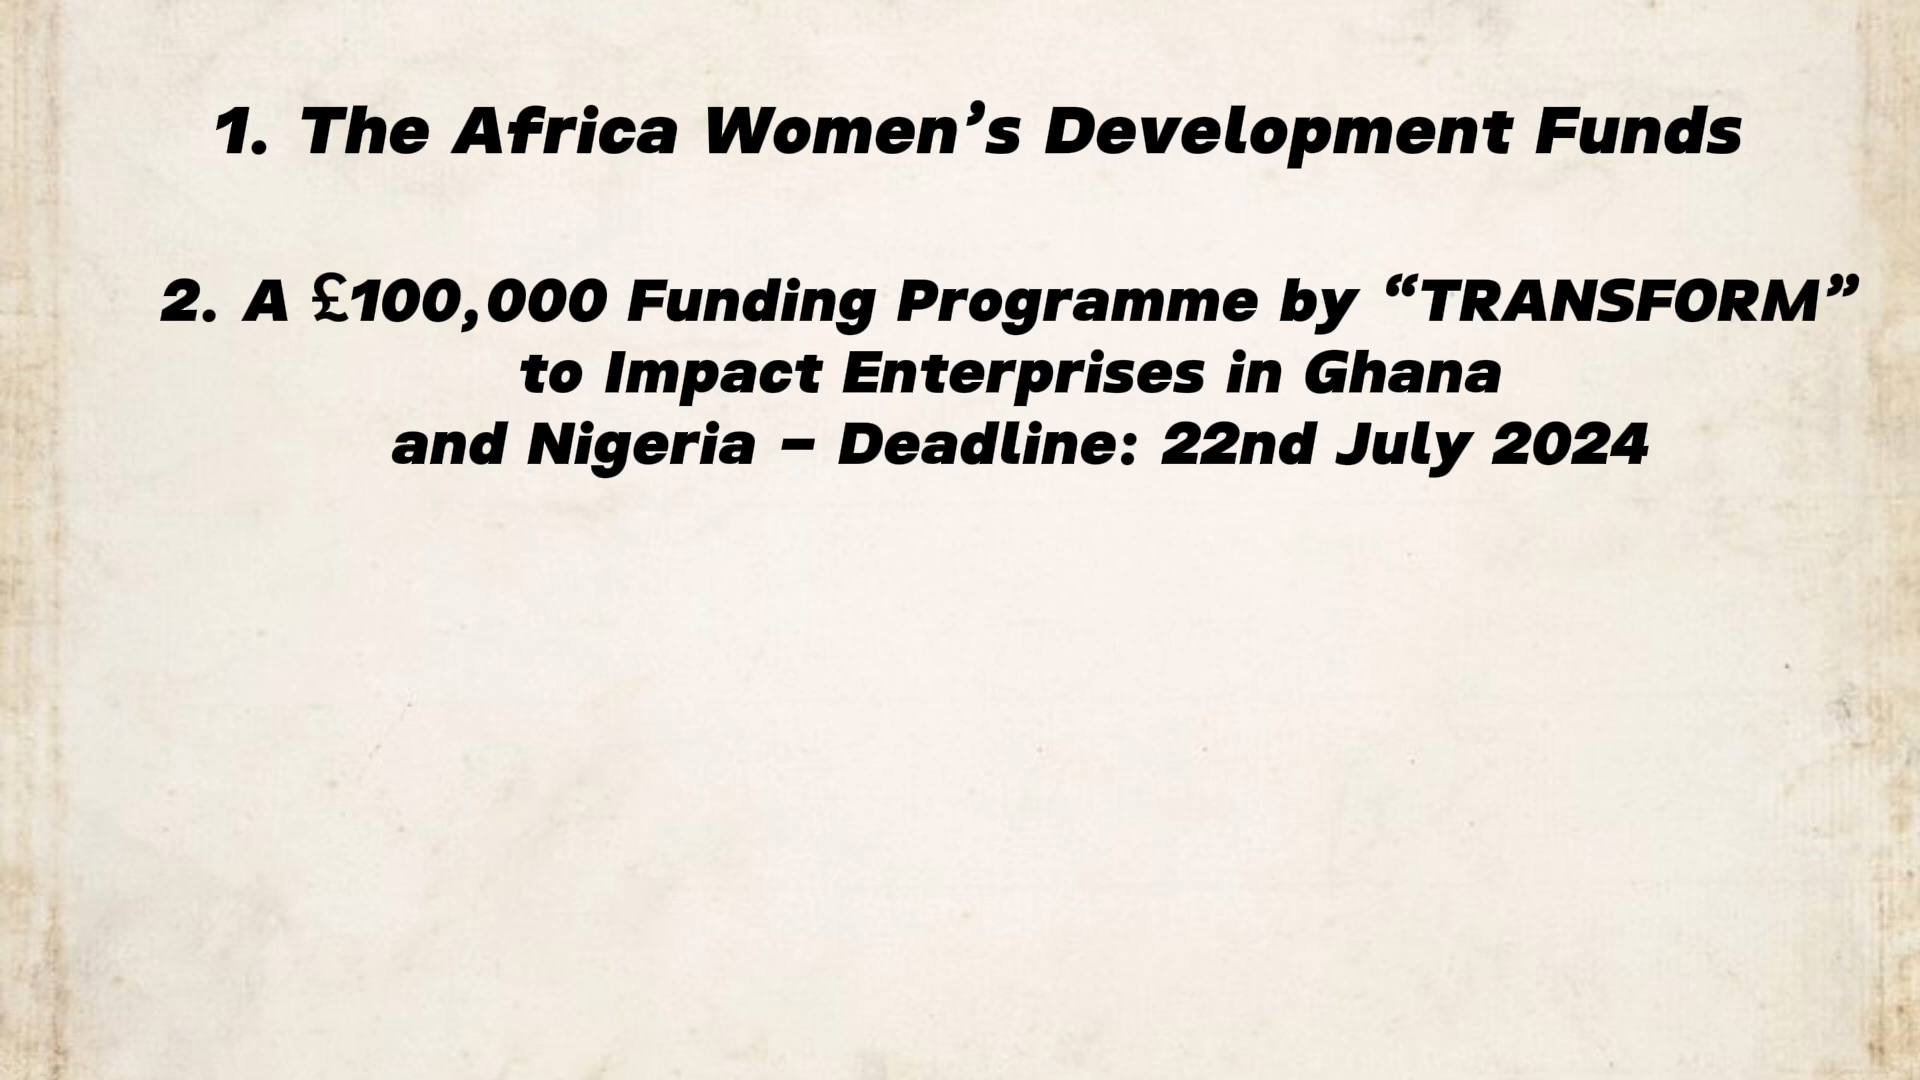 1. The Africa Women’s Development Funds
2. A £100,000 Funding Programme by “TRANSFORM”
to Impact Enterprises in Ghana
and Nigeria – Deadline: 22nd July 2024